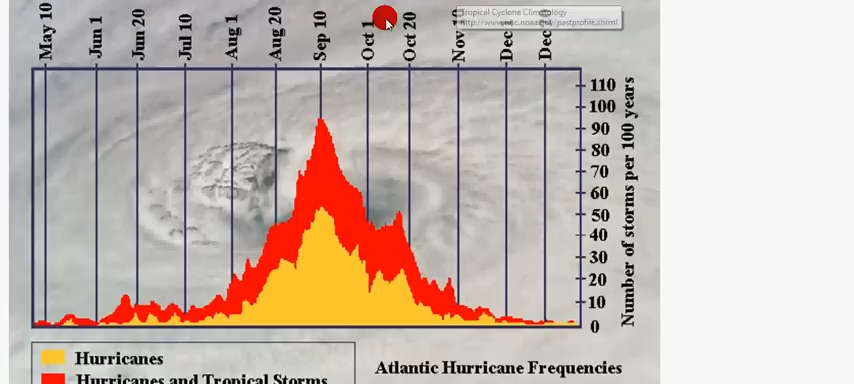 May 10
Jun 1
Jun 20
Jul 10
Aug 1
Aug 20
Sep 10
Oct 1
Oct 20
Nov
Dec
Dec
Tropical Cyclone Climatology
110
100
90
80
70
60
50
40
30
20
10
0
Number of storms per 100 years
Hurricanes
Hurricanes and Tropical Storms
Atlantic Hurricane Frequencies